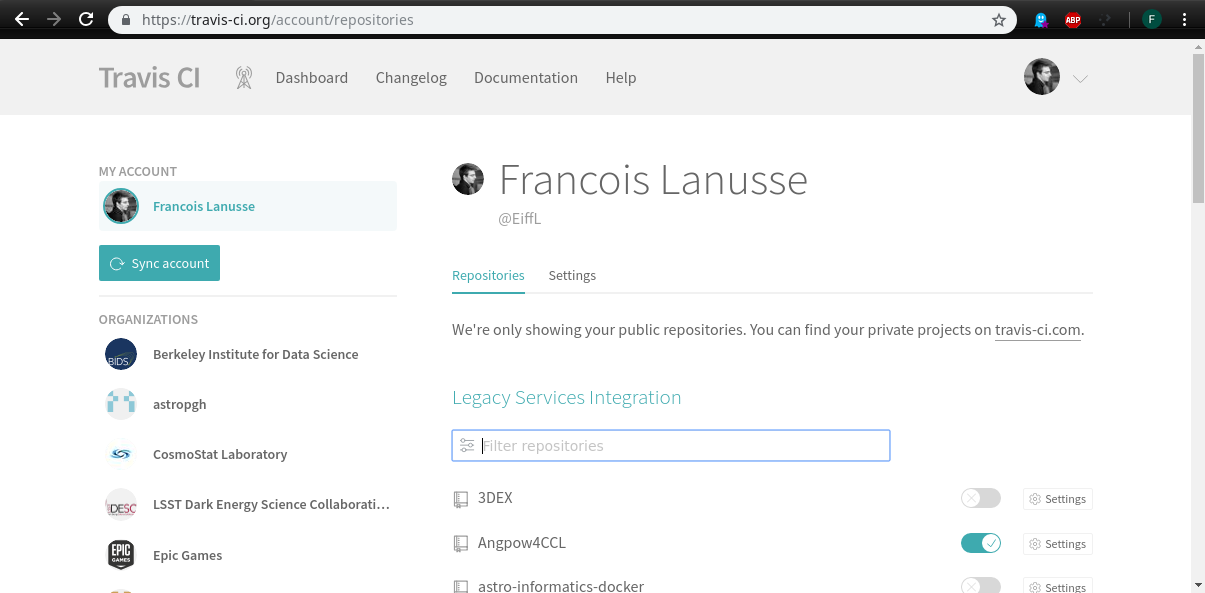 https://travis-ci.org/account/repositories
ABP
F
Travis CI
Dashboard
Changelog
Documentation
Help
MY ACCOUNT
Francois Lanusse
Sync account
ORGANIZATIONS
BIDS
Berkeley Institute for Data Science
astropgh
CosmoStat Laboratory
DESC
LSST Dark Energy Science Collaborati…
EPIC
GAMES
Epic Games
Francois Lanusse
@EiffL
Repositories
Settings
We're only showing your public repositories. You can find your private projects on travis-ci.com.
Legacy Services Integration
Filter repositories
3DEX
Settings
Angpow4CCL
Settings
astro-informatics-docker
Settings